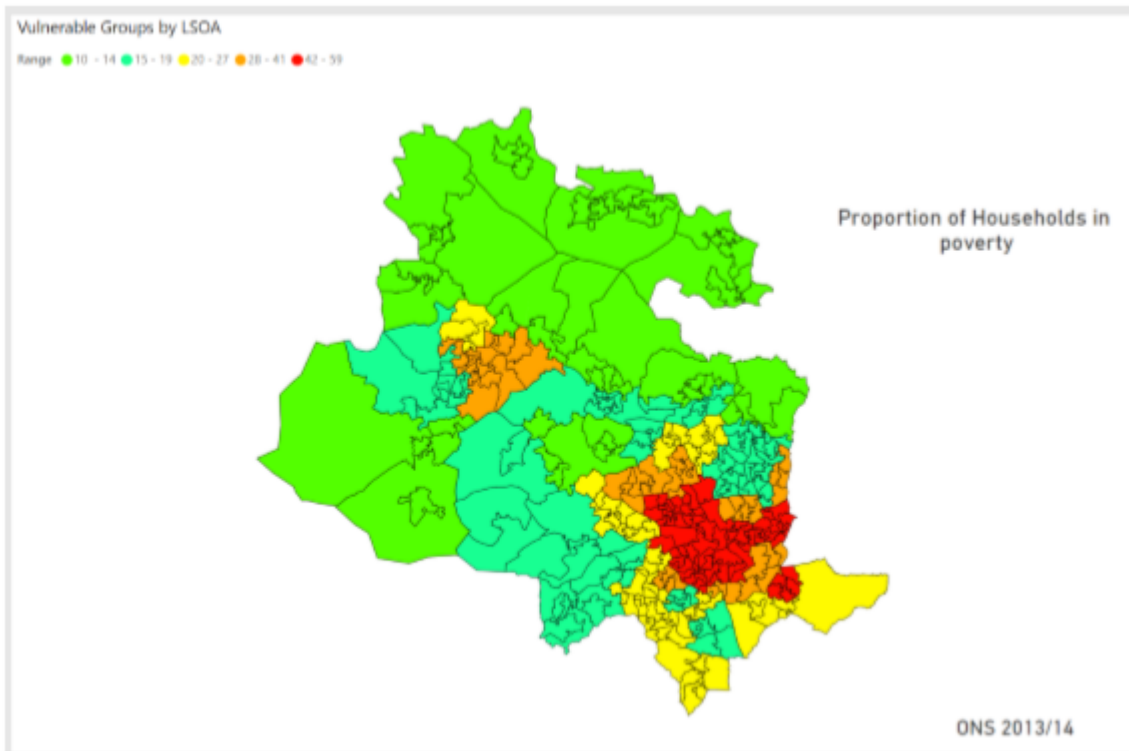 Vulnerable Groups by LSOA
Range 10 - 14 15 - 19 20 - 27 28 - 41 42 - 59
Proportion of Households in
poverty
ONS 2013/14